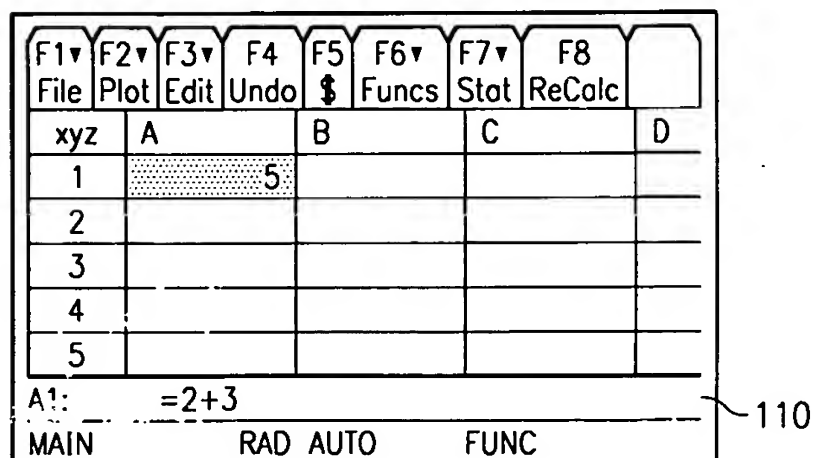 F1▼ F2▼ F3▼ F4 F5 F6▼ F7▼ F8
File Plot Edit Undo $ Funcs Stat ReCalc
xyz A B C D
1 5
2
3
4
5
A1: =2+3
110
MAIN RAD AUTO FUNC